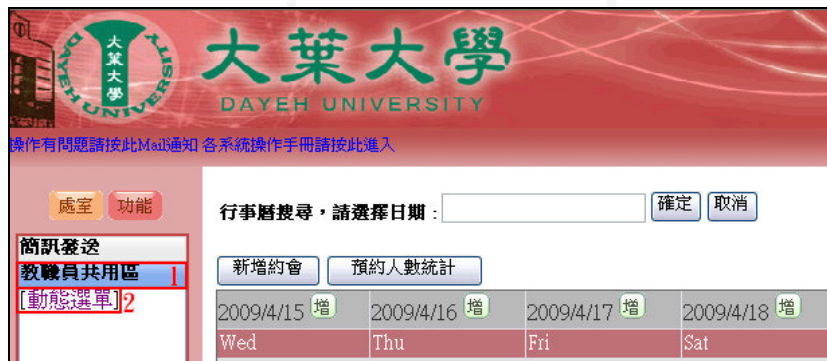 大葉大學
DAYEH UNIVERSITY
大葉大學
DAYEH UNIVERSITY
操作有問題請按此Mail通知 各系統操作手冊請按此進入
處室 功能
行事曆搜尋,請選擇日期: 確定 取消
簡訊發送
教職員共用區 1
[動態選單] 2
新增約會 預約人數統計
2009/4/15 增 2009/4/16 增 2009/4/17 增 2009/4/18 增
Wed Thu Fri Sat